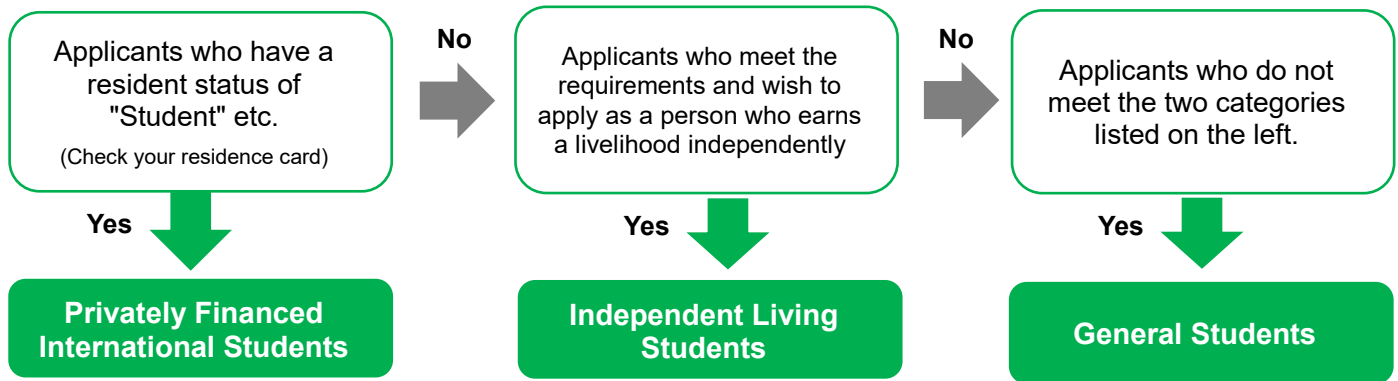 Applicants who have a
resident status of
"Student" etc.
(Check your residence card)
No
Applicants who meet the
requirements and wish to
apply as a person who earns
a livelihood independently
No
Applicants who do not
meet the two categories
listed on the left.
Yes
Yes
Yes
Privately Financed
International Students
Independent Living
Students
General Students